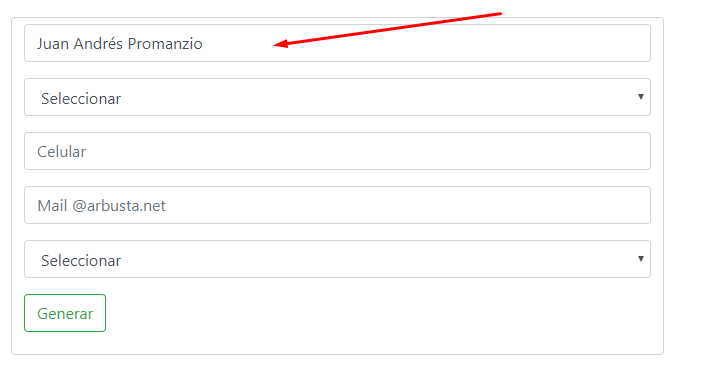 Juan Andrés Promanzio
Seleccionar
Celular
Mail @arbusta.net
Seleccionar
Generar